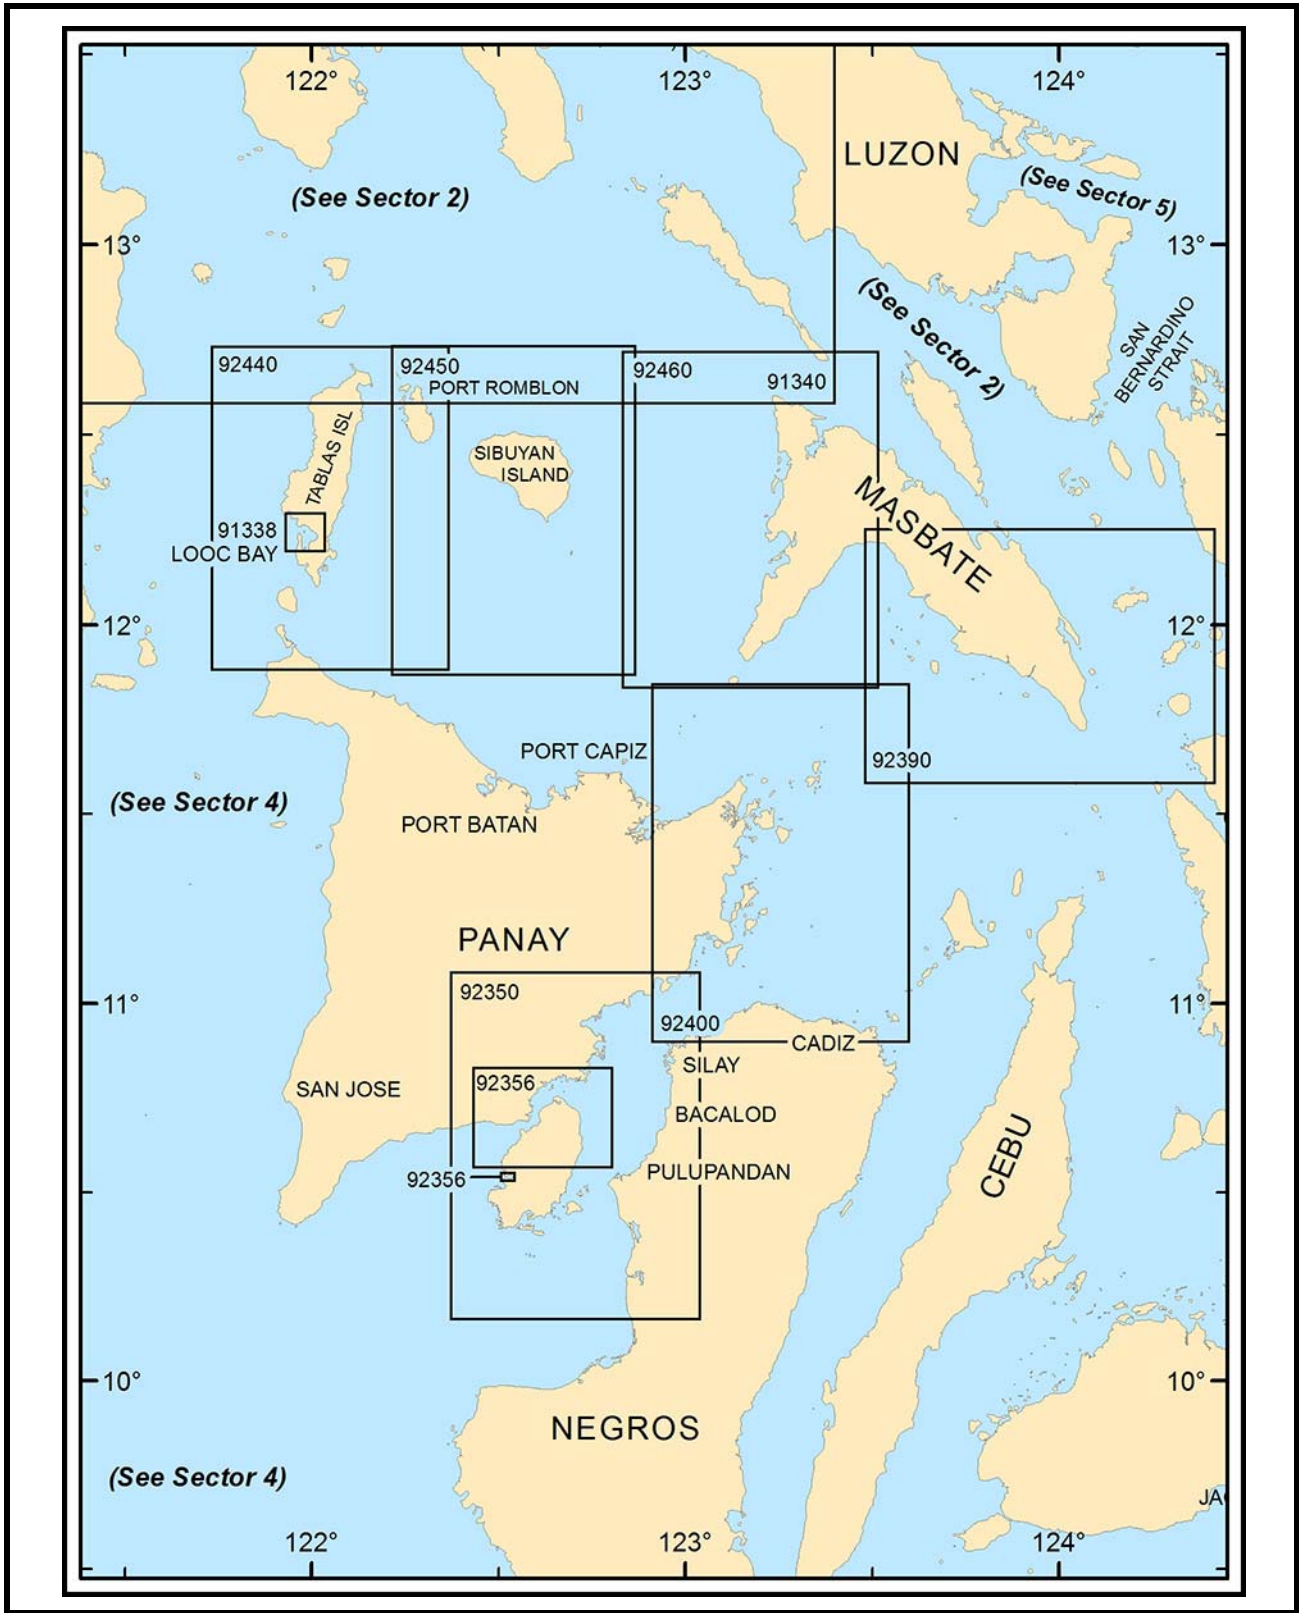 122°
123°
124°
LUZON
(See Sector 2)
(See Sector 5)
13°
13°
(See Sector 2)
SAN
BERNARDINO
STRAIT
92440
92450
92460
91340
PORT ROMBLON
TABLAS ISL
SIBUYAN
ISLAND
MASBATE
91338
LOOC BAY
12°
12°
PORT CAPIZ
92390
(See Sector 4)
PORT BATAN
PANAY
92350
11°
11°
92400
CADIZ
SILAY
92356
SAN JOSE
BACALOD
CEBU
92356
PULUPANDAN
10°
10°
NEGROS
(See Sector 4)
JA
122°
123°
124°